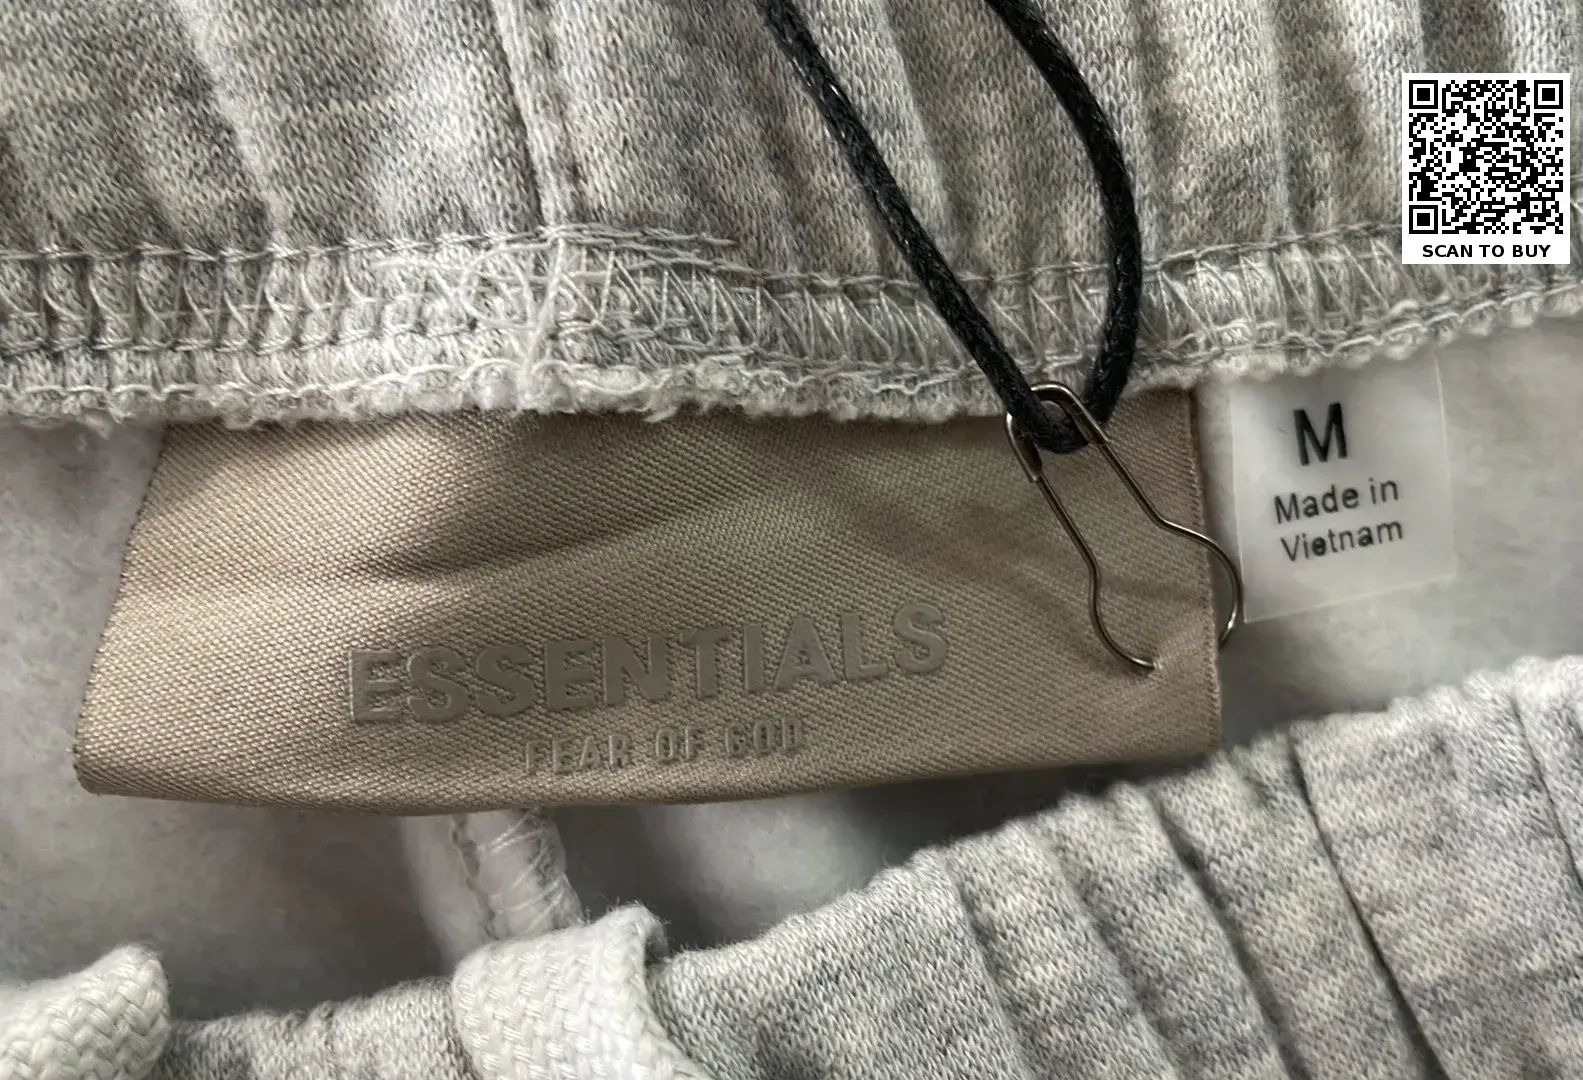 SCAN TO BUY
M
Made in
Vietnam
ESSENTIALS
FEAR OF GOD